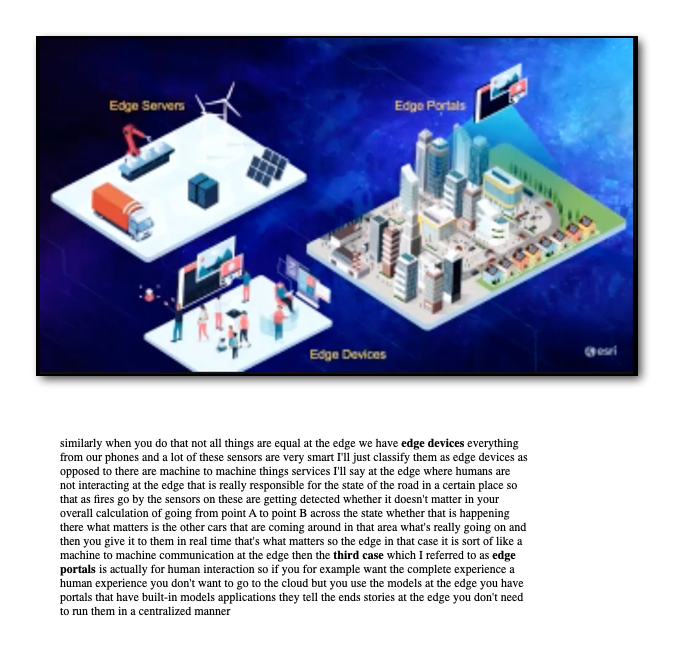 Edge Servers
Edge Portals
Edge Devices
esri
similarly when you do that not all things are equal at the edge we have edge devices everything
from our phones and a lot of these sensors are very smart I'll just classify them as edge devices as
opposed to there are machine to machine things services I'll say at the edge where humans are
not interacting at the edge that is really responsible for the state of the road in a certain place so
that as fires go by the sensors on these are getting detected whether it doesn't matter in your
overall calculation of going from point A to point B across the state whether that is happening
there what matters is the other cars that are coming around in that area what's really going on and
then you give it to them in real time that's what matters so the edge in that case it is sort of like a
machine to machine communication at the edge then the third case which I referred to as edge
portals is actually for human interaction so if you for example want the complete experience a
human experience you don't want to go to the cloud but you use the models at the edge you have
portals that have built-in models applications they tell the ends stories at the edge you don't need
to run them in a centralized manner